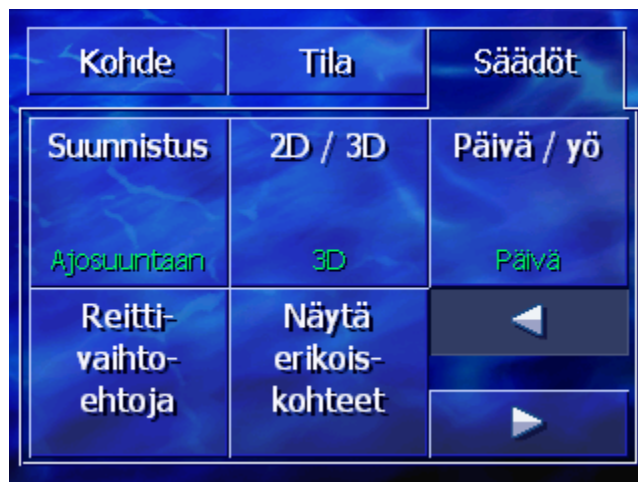 Kohde Tila Säädöt
Suunnistus 2D / 3D Päivä / yö
Ajosuuntaan 3D Päivä
Reitti- Näytä
vaihto- erikois-
ehtoja kohteet